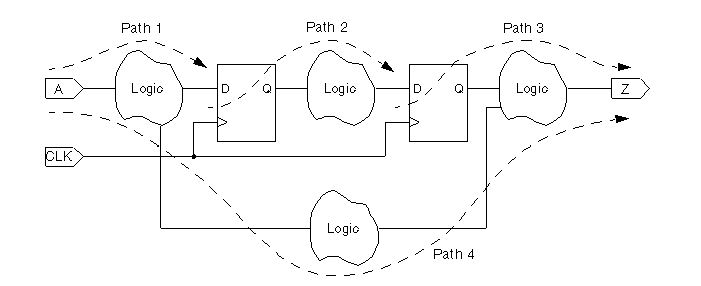 Path 1
Path 2
Path 3
A
Logic
D
Q
Logic
D
Q
Logic
Z
CLK
Logic
Path 4